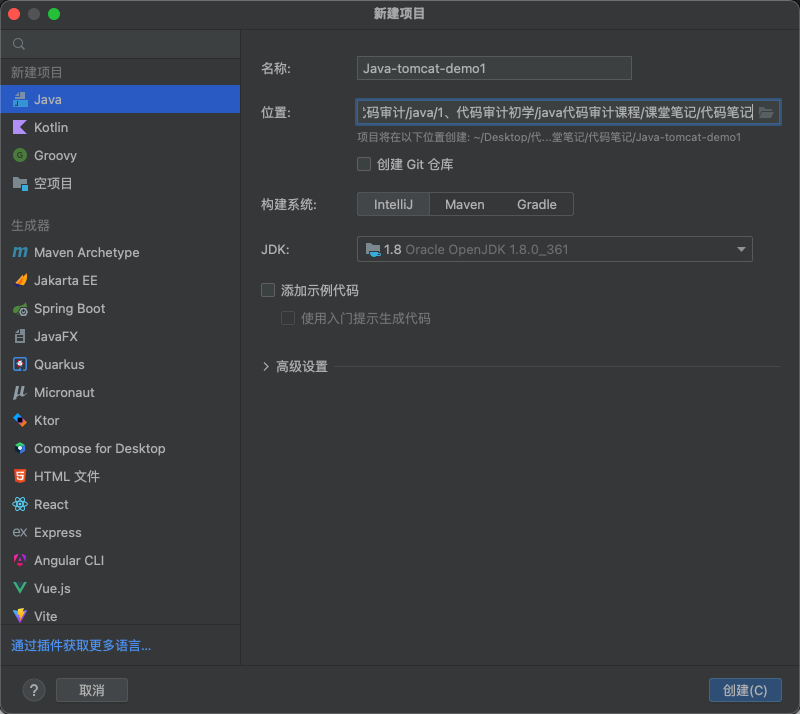 新建项目
新建项目
Java
Kotlin
Groovy
空项目
生成器
Maven Archetype
Jakarta EE
Spring Boot
JavaFX
Quarkus
Micronaut
Ktor
Compose for Desktop
HTML 文件
React
Express
Angular CLI
Vue.js
Vite
通过插件获取更多语言...
名称:
Java-tomcat-demo1
位置:
码审计/java/1、代码审计初学/java代码审计课程/课堂笔记/代码笔记
项目将在以下位置创建: ~/Desktop/代...堂笔记/代码笔记/Java-tomcat-demo1
创建 Git 仓库
构建系统:
IntelliJ
Maven
Gradle
JDK:
1.8 Oracle OpenJDK 1.8.0_361
添加示例代码
使用入门提示生成代码
高级设置
?
取消
创建(C)